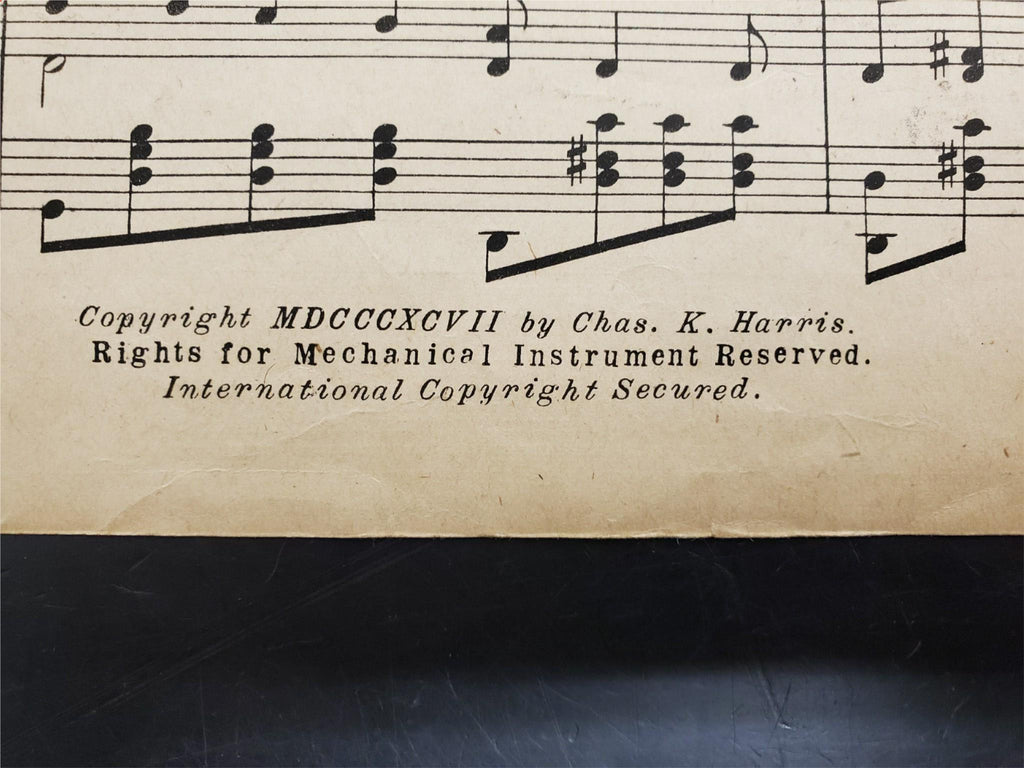 Copyright MDCCCXCVII by Chas. K. Harris.
Rights for Mechanical Instrument Reserved.
International Copyright Secured.